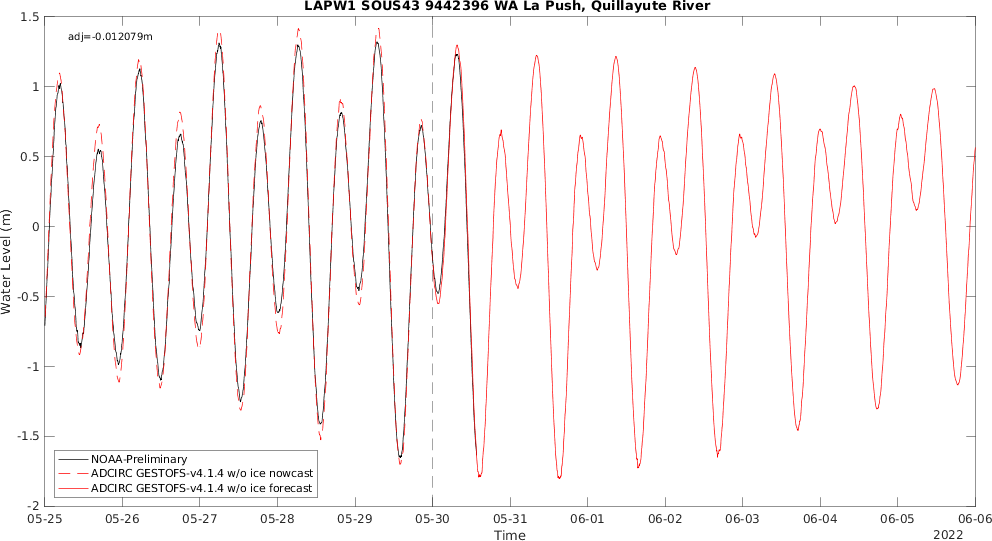 LAPW1 SOUS43 9442396 WA La Push, Quillayute River
adj=-0.012079m
1.5
1
0.5
0
-0.5
-1
-1.5
-2
Water Level (m)
NOAA-Preliminary
ADCIRC GESTOFS-v4.1.4 w/o ice nowcast
ADCIRC GESTOFS-v4.1.4 w/o ice forecast
05-25 05-26 05-27 05-28 05-29 05-30 05-31 06-01 06-02 06-03 06-04 06-05 06-06
Time
2022